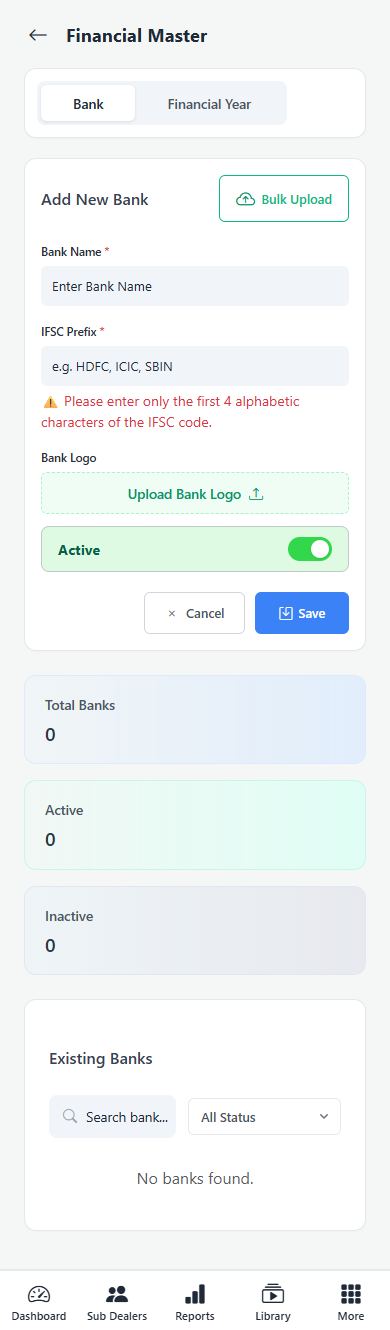 Financial Master
Bank
Financial Year
Add New Bank
Bulk Upload
Bank Name *
Enter Bank Name
IFSC Prefix *
e.g. HDFC, ICIC, SBIN
⚠️ Please enter only the first 4 alphabetic
characters of the IFSC code.
Bank Logo
Upload Bank Logo
Active
× Cancel
Save
Total Banks
0
Active
0
Inactive
0
Existing Banks
Search bank...
All Status
No banks found.
Dashboard
Sub Dealers
Reports
Library
More